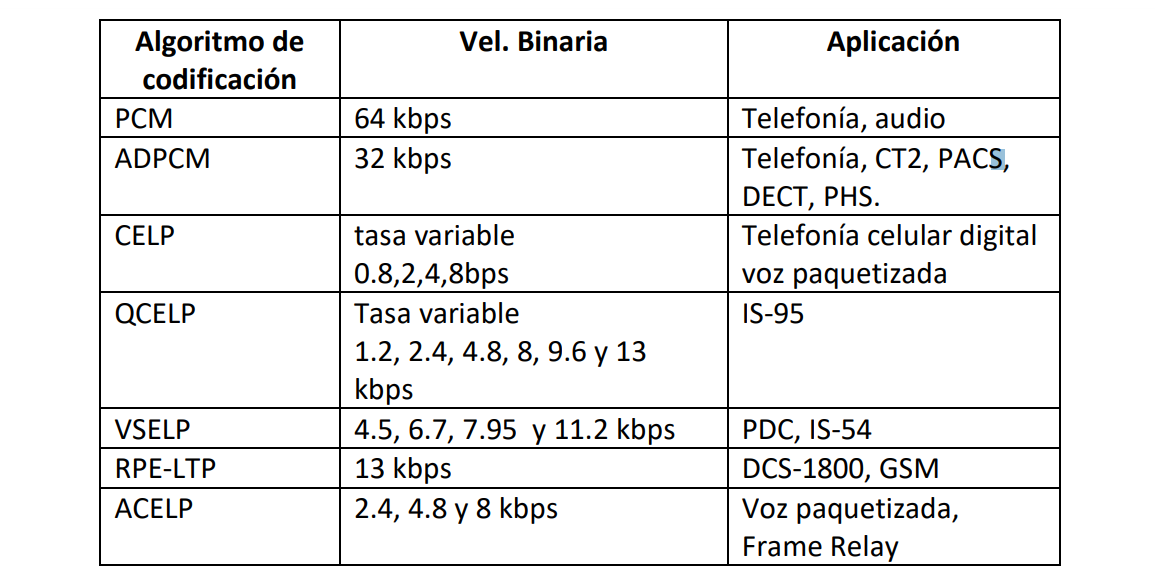 Algoritmo de codificación Vel. Binaria Aplicación
PCM 64 kbps Telefonía, audio
ADPCM 32 kbps Telefonía, CT2, PACS,
DECT, PHS.
CELP tasa variable Telefonía celular digital
0.8,2,4,8bps voz paquetizada
QCELP Tasa variable IS-95
1.2, 2.4, 4.8, 8, 9.6 y 13
kbps
VSELP 4.5, 6.7, 7.95  y 11.2 kbps PDC, IS-54
RPE-LTP 13 kbps DCS-1800, GSM
ACELP 2.4, 4.8 y 8 kbps Voz paquetizada,
Frame Relay